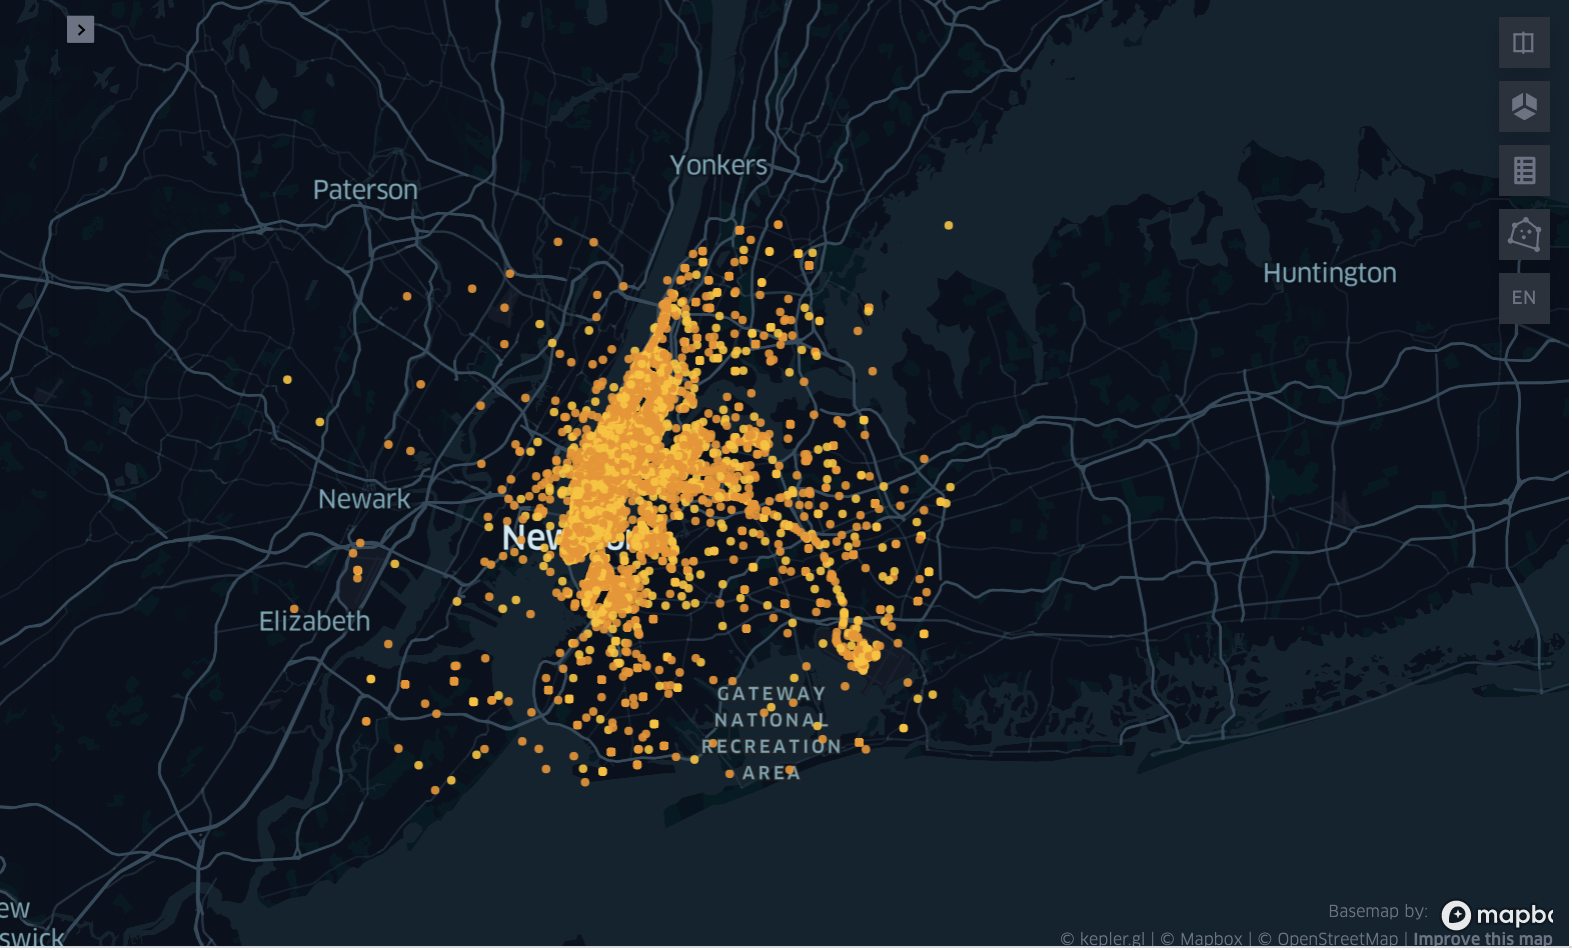 Yonkers
Paterson
Huntington
EN
Newark
New
Elizabeth
GATEWAY
NATIONAL
RECREATION
AREA
ew
swick
Basemap by:
mapbo
© kepler.gl | © Mapbox | © OpenStreetMap | Improve this map